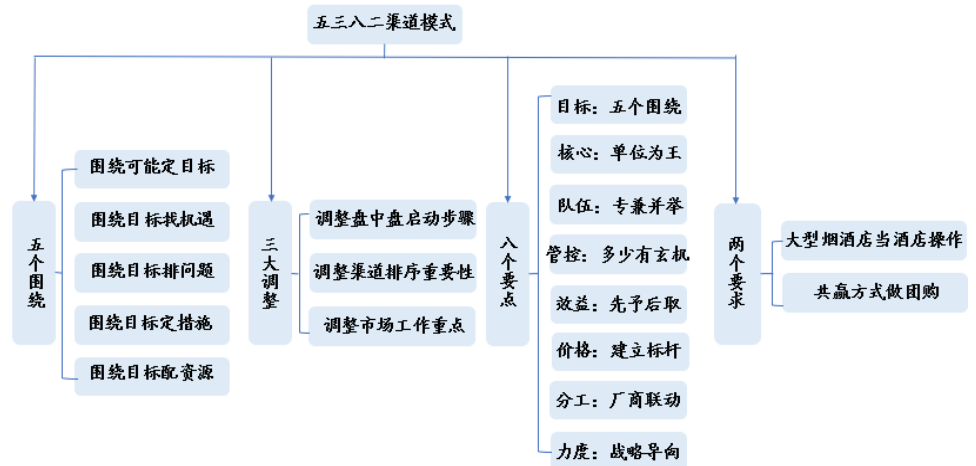 五三八二渠道模式
五个围绕
围绕可能定目标
围绕目标找机遇
围绕目标排问题
围绕目标定措施
围绕目标配资源
三大调整
调整盘中盘启动步骤
调整渠道排序重要性
调整市场工作重点
八个要点
目标：五个围绕
核心：单位为王
队伍：专兼并举
管控：多少有玄机
效益：先予后取
价格：建立标杆
分工：厂商联动
力度：战略导向
两个要求
大型烟酒店当酒店操作
共赢方式做团购